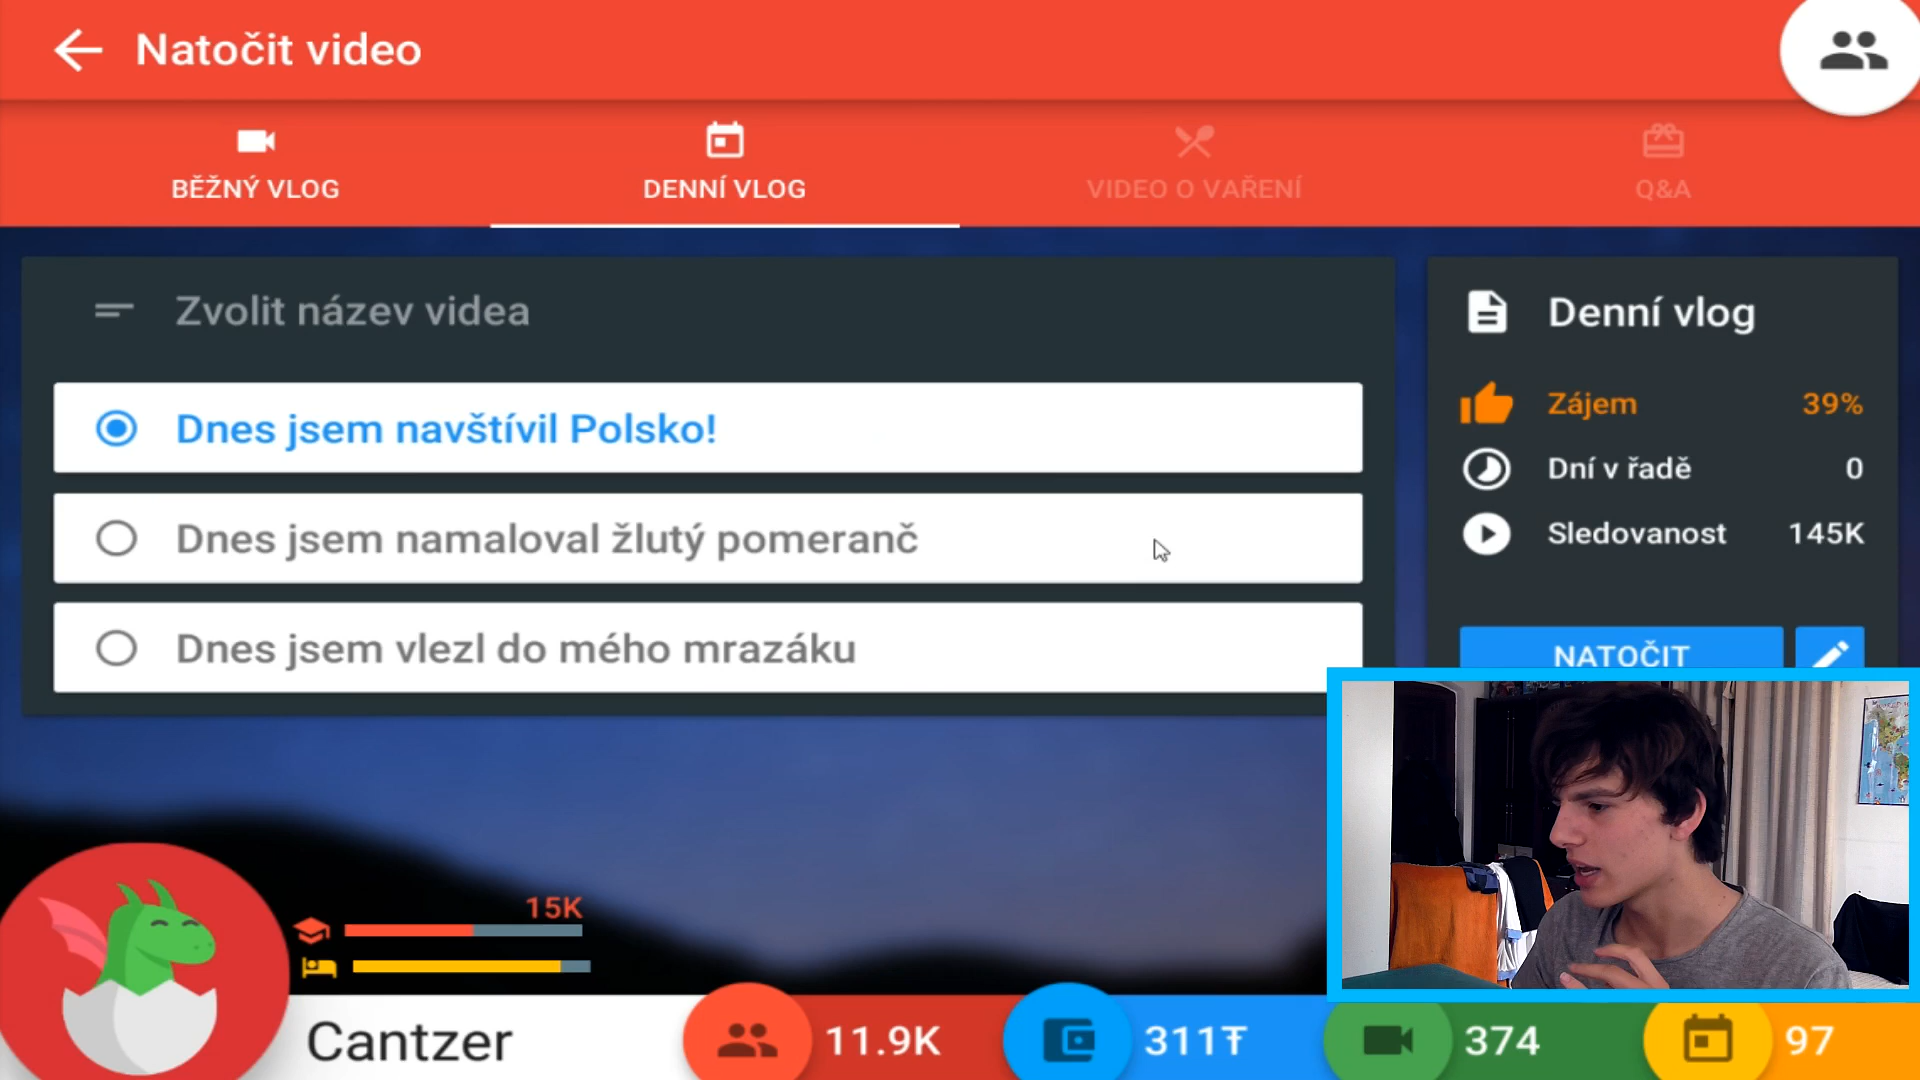 Natočit video
BĚŽNÝ VLOG
DENNÍ VLOG
VIDEO O VAŘENÍ
Q&A
Zvolit název videa
Dnes jsem navštívil Polsko!
Dnes jsem namaloval žlutý pomeranč
Dnes jsem vlezl do mého mrazáku
Denní vlog
Zájem 39%
Dní v řadě 0
Sledovanost 145K
NATOČIT
15K
Cantzer
11.9K
311Ŧ
374
97